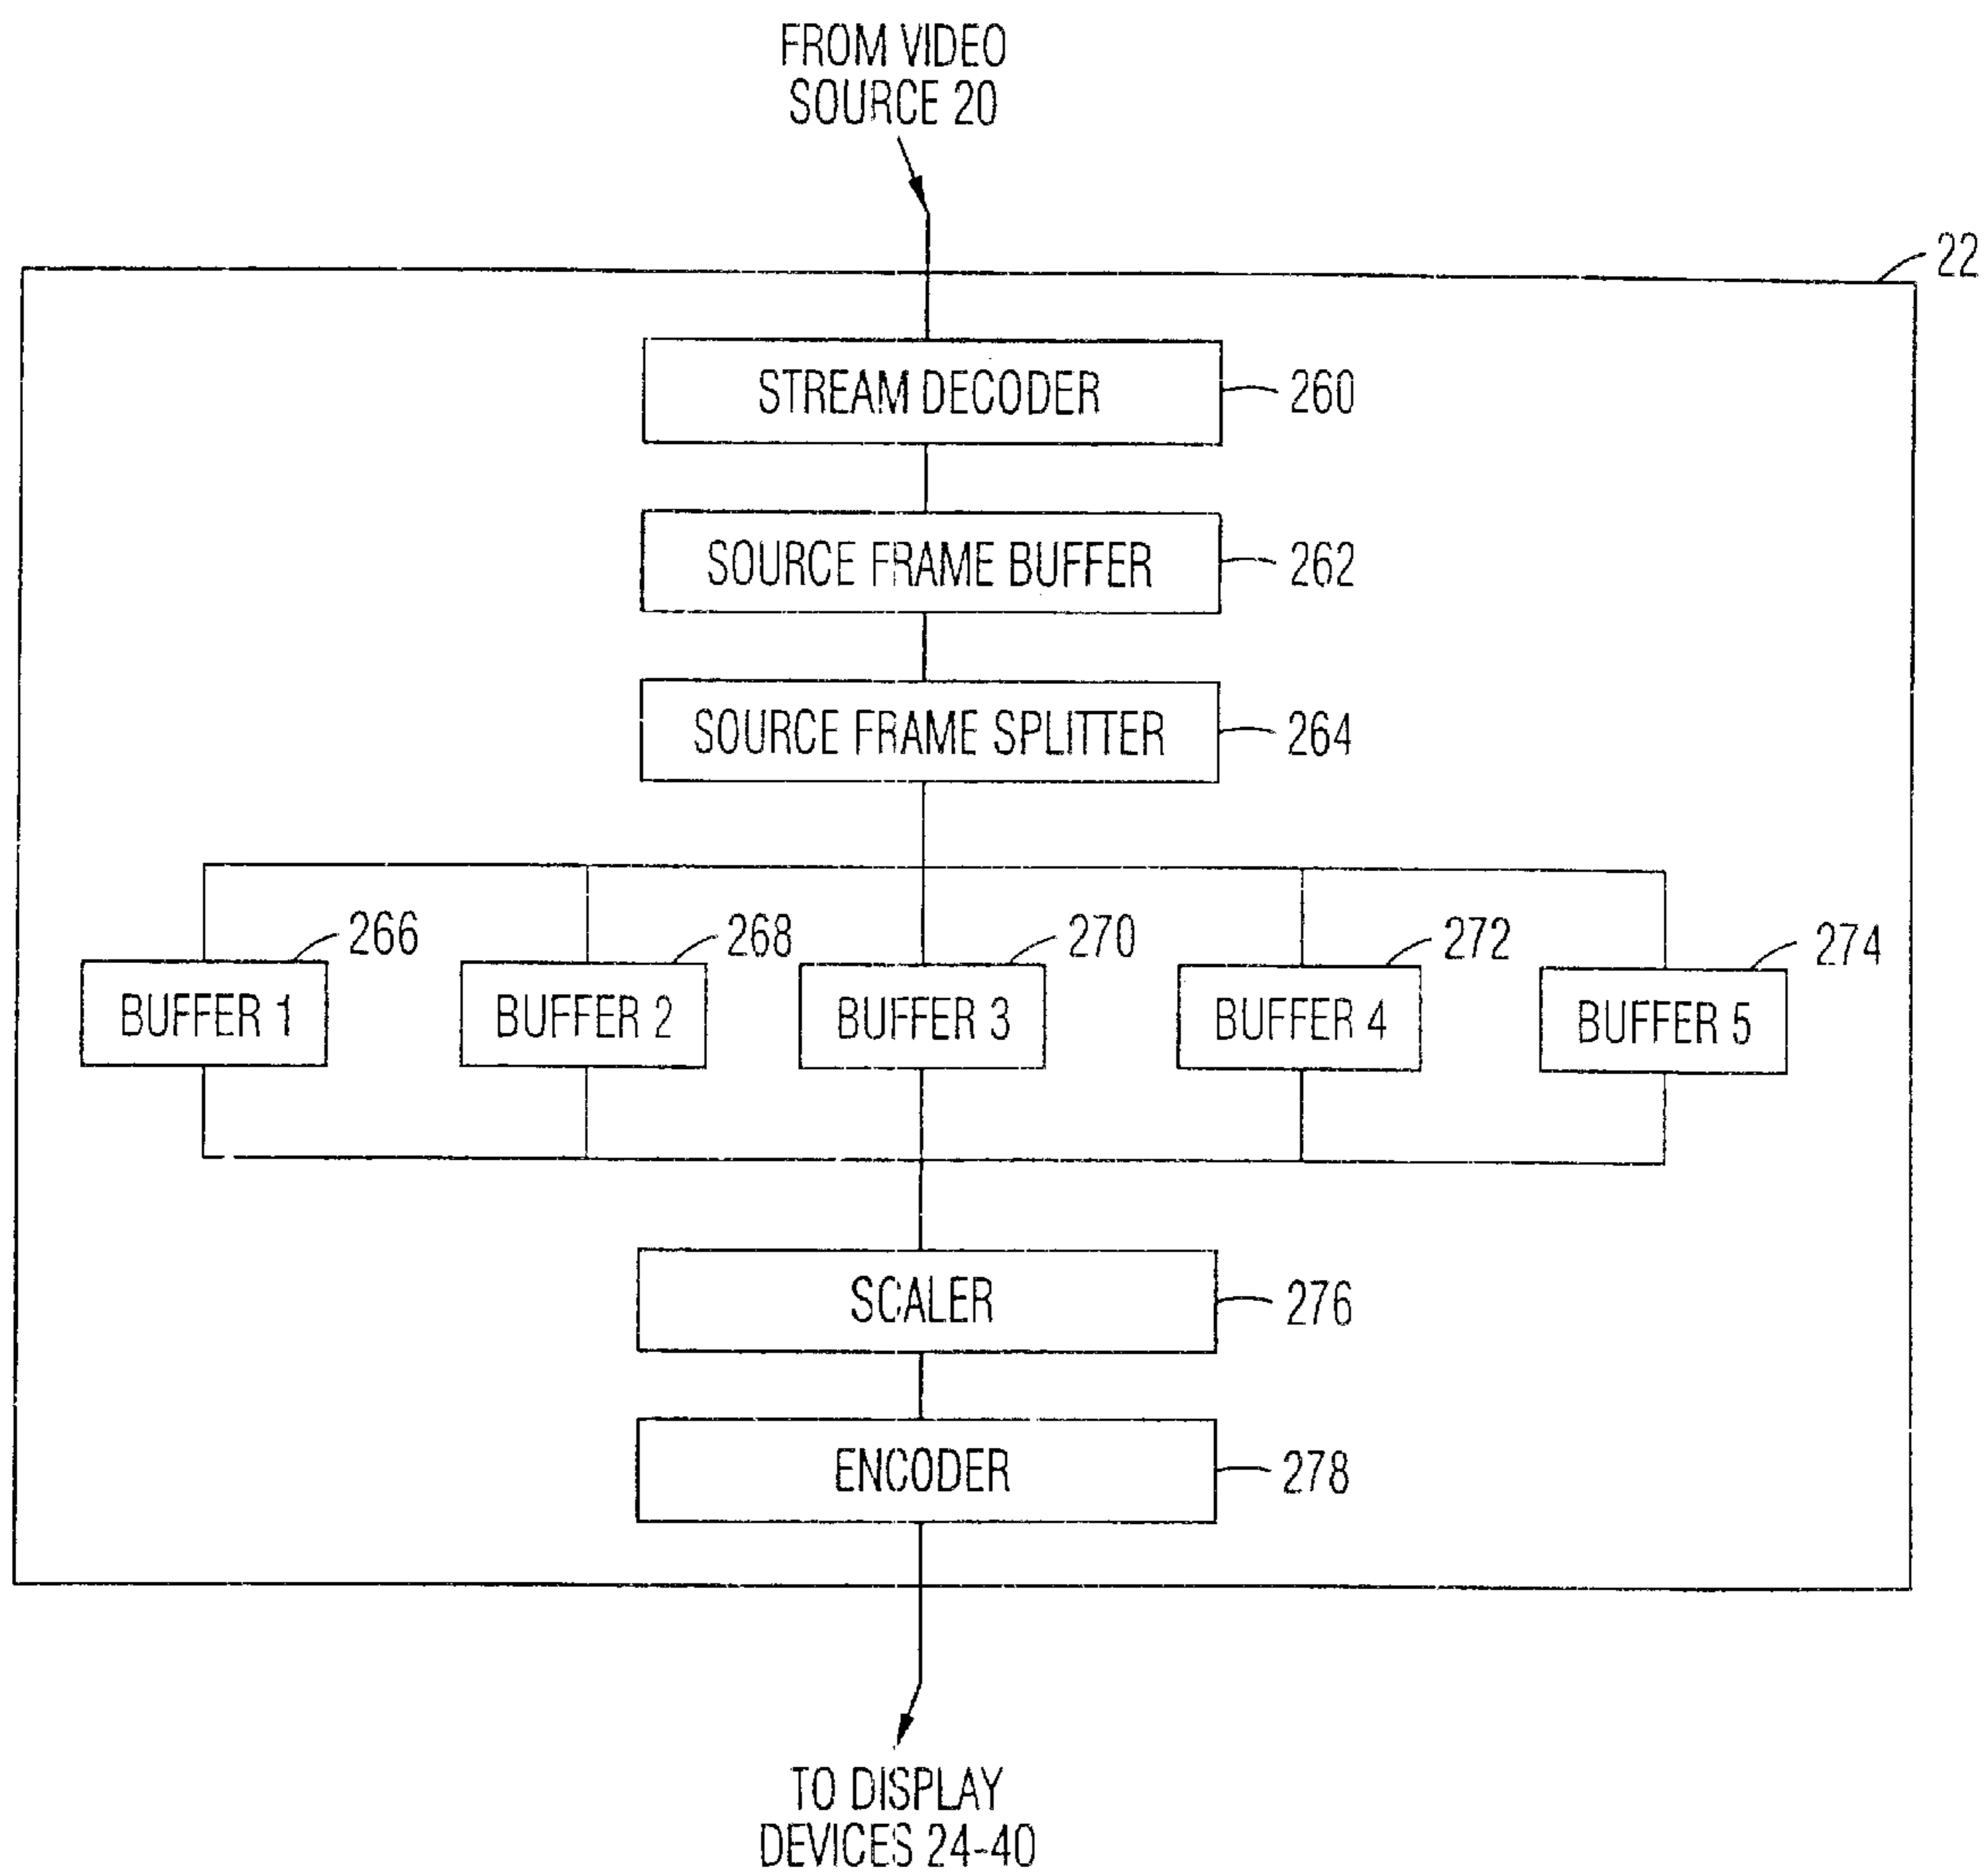 FROM VIDEO
SOURCE 20
22
STREAM DECODER
260
SOURCE FRAME BUFFER
262
SOURCE FRAME SPLITTER
264
266
268
270
272
274
BUFFER 1
BUFFER 2
BUFFER 3
BUFFER 4
BUFFER 5
SCALER
276
ENCODER
278
TO DISPLAY
DEVICES 24-40